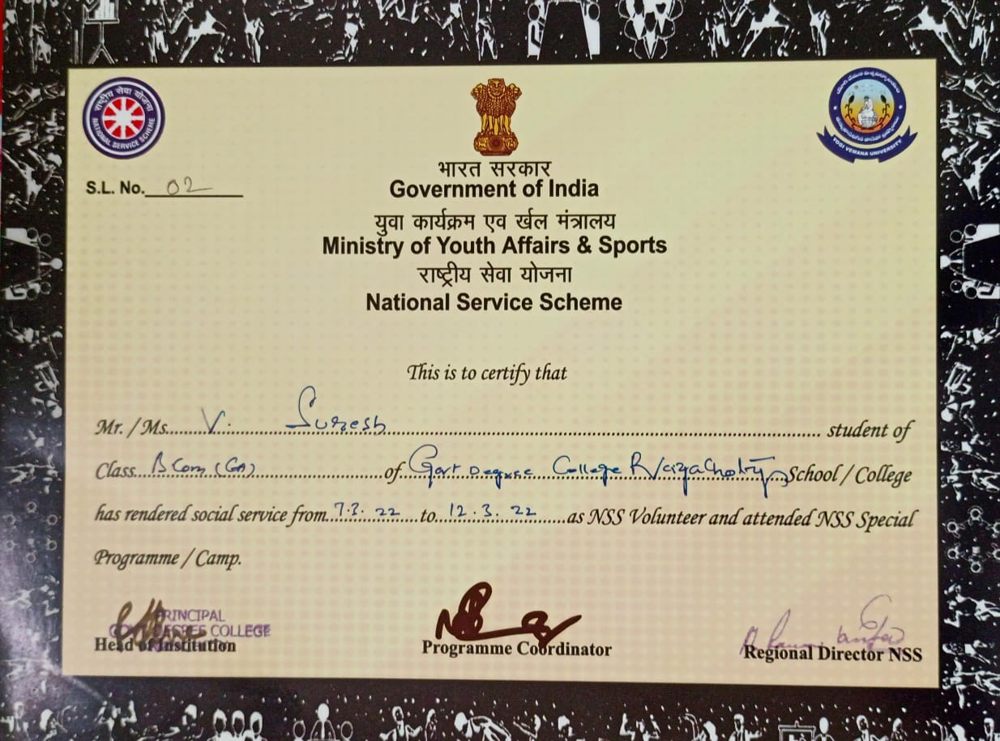 राष्ट्रीय सेवा योजना
NATIONAL SERVICE SCHEME
YOGI VEMANA UNIVERSITY
S.L. No. 02
भारत सरकार
Government of India
युवा कार्यक्रम एव र्खल मंत्रालय
Ministry of Youth Affairs & Sports
राष्ट्रीय सेवा योजना
National Service Scheme
This is to certify that
Mr. / Ms. V. Suresh student of
Class B Com (CA) of Govt Degree College Rayachoty School / College
has rendered social service from 7.3.22 to 12.3.22 as NSS Volunteer and attended NSS Special
Programme / Camp.
PRINCIPAL
GOVT DEGREE COLLEGE
Head of Institution
Programme Coordinator
Regional Director NSS